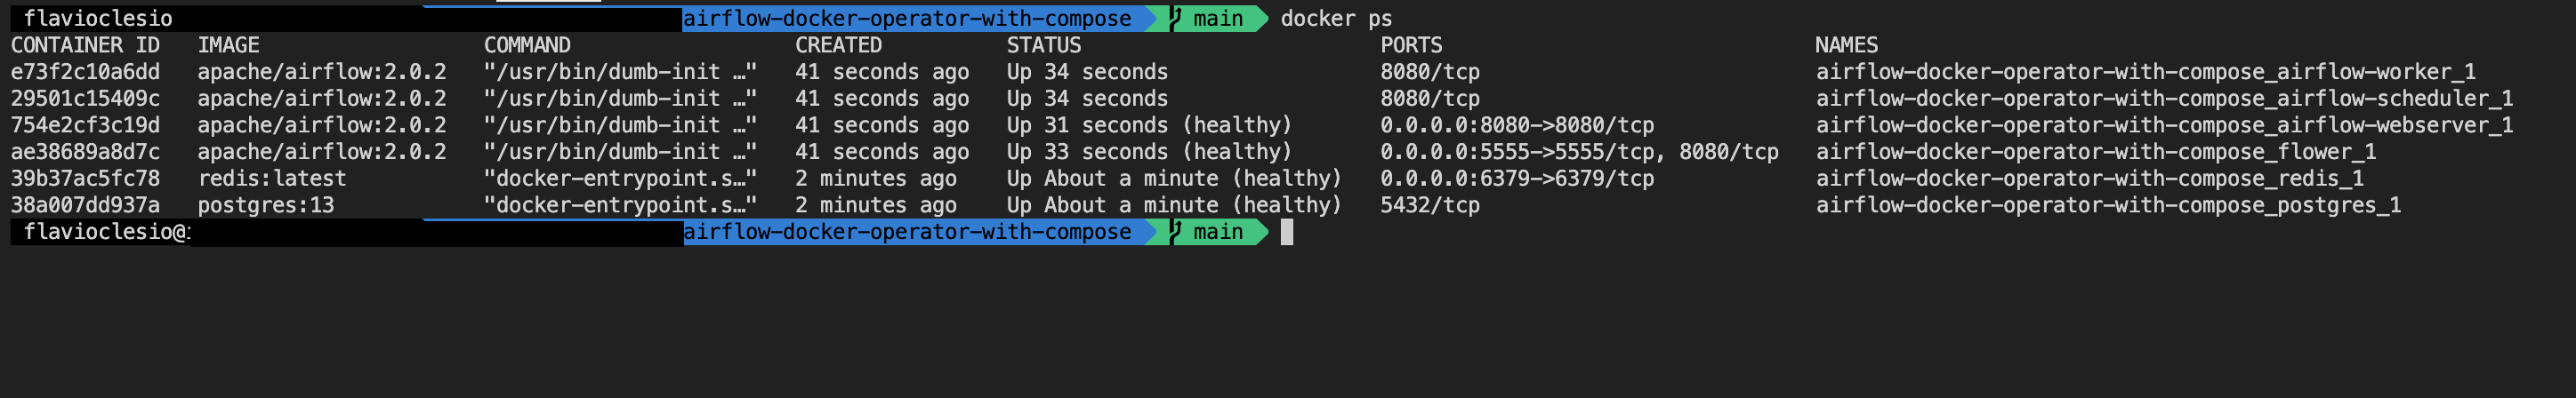 flavioclesio airflow-docker-operator-with-compose main docker ps
CONTAINER ID IMAGE COMMAND CREATED STATUS PORTS NAMES
e73f2c10a6dd apache/airflow:2.0.2 "/usr/bin/dumb-init …" 41 seconds ago Up 34 seconds 8080/tcp airflow-docker-operator-with-compose_airflow-worker_1
29501c15409c apache/airflow:2.0.2 "/usr/bin/dumb-init …" 41 seconds ago Up 34 seconds 8080/tcp airflow-docker-operator-with-compose_airflow-scheduler_1
754e2cf3c19d apache/airflow:2.0.2 "/usr/bin/dumb-init …" 41 seconds ago Up 31 seconds (healthy) 0.0.0.0:8080->8080/tcp airflow-docker-operator-with-compose_airflow-webserver_1
ae38689a8d7c apache/airflow:2.0.2 "/usr/bin/dumb-init …" 41 seconds ago Up 33 seconds (healthy) 0.0.0.0:5555->5555/tcp, 8080/tcp airflow-docker-operator-with-compose_flower_1
39b37ac5fc78 redis:latest "docker-entrypoint.s…" 2 minutes ago Up About a minute (healthy) 0.0.0.0:6379->6379/tcp airflow-docker-operator-with-compose_redis_1
38a007dd937a postgres:13 "docker-entrypoint.s…" 2 minutes ago Up About a minute (healthy) 5432/tcp airflow-docker-operator-with-compose_postgres_1
flavioclesio@ airflow-docker-operator-with-compose main